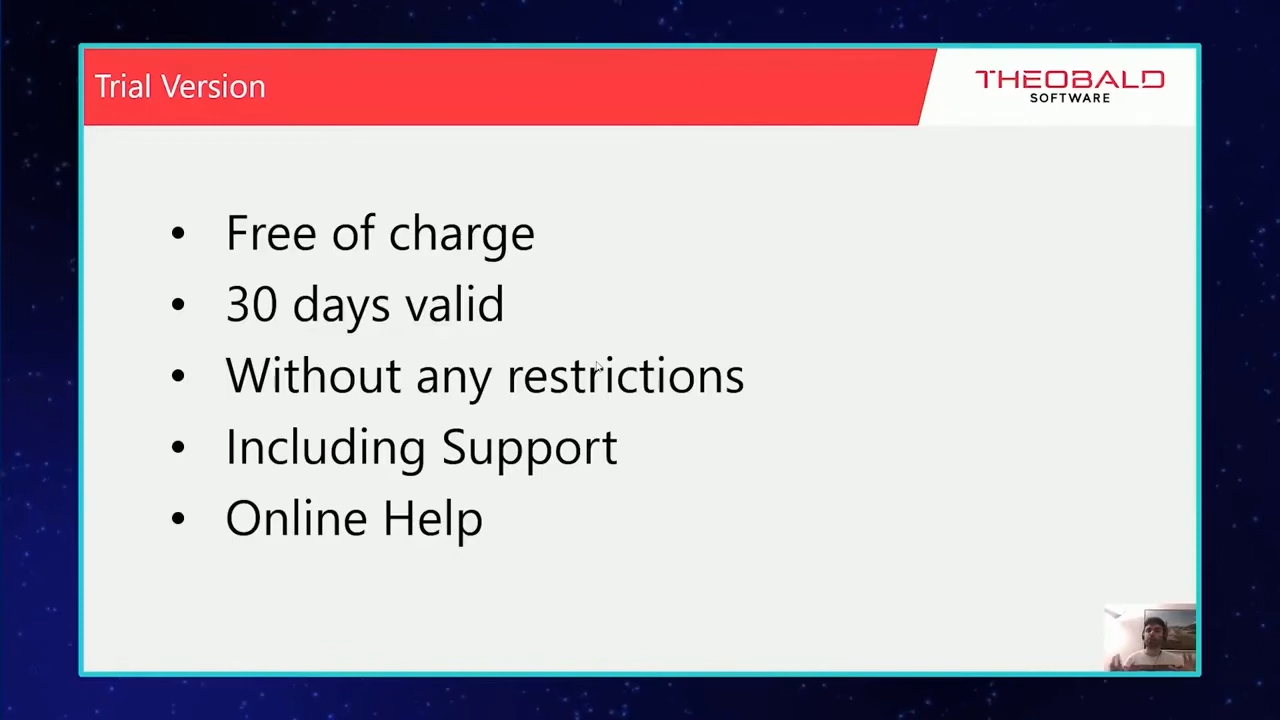 Trial Version
THEOBALD
SOFTWARE
• Free of charge
• 30 days valid
• Without any restrictions
• Including Support
• Online Help